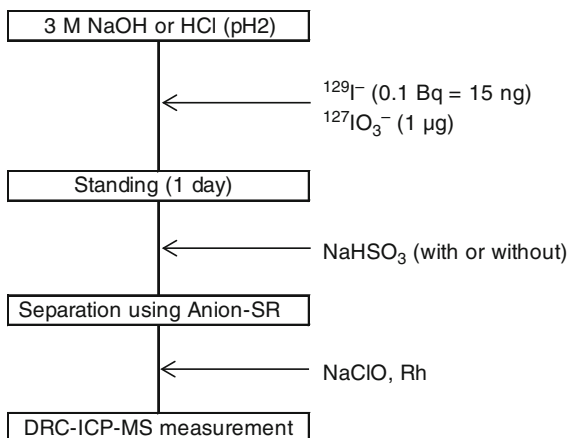 3 M NaOH or HCl (pH2)
¹²⁹I⁻ (0.1 Bq = 15 ng)
¹²⁷IO₃⁻ (1 µg)
Standing (1 day)
NaHSO₃ (with or without)
Separation using Anion-SR
NaClO, Rh
DRC-ICP-MS measurement